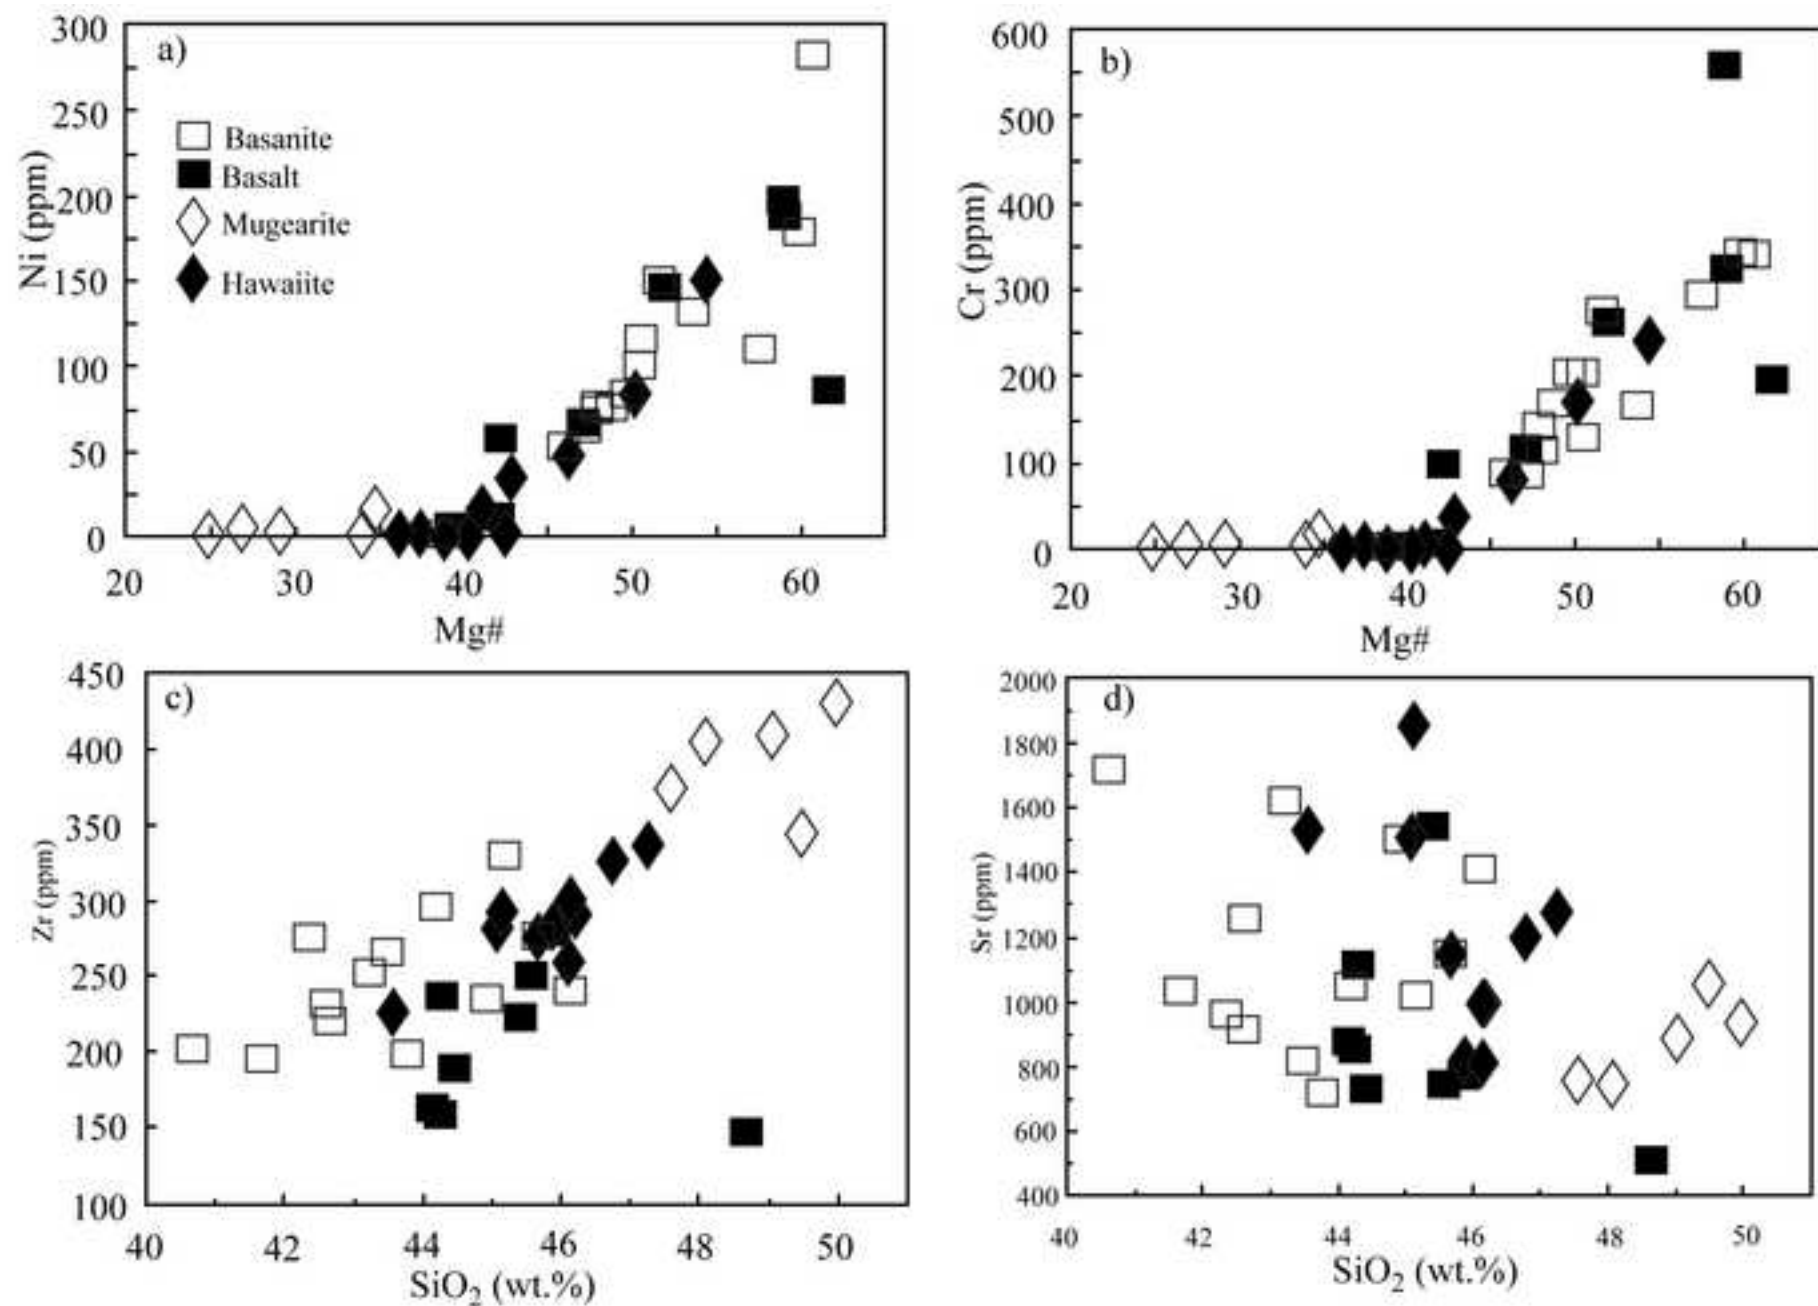 a)
300
250
200
150
100
50
0
Ni (ppm)
Basanite
Basalt
Mugearite
Hawaiite
20 30 40 50 60
Mg#
b)
600
500
400
300
200
100
0
Cr (ppm)
20 30 40 50 60
Mg#
c)
450
400
350
300
250
200
150
100
Zr (ppm)
40 42 44 46 48 50
SiO₂ (wt.%)
d)
2000
1800
1600
1400
1200
1000
800
600
400
Sr (ppm)
40 42 44 46 48 50
SiO₂ (wt.%)